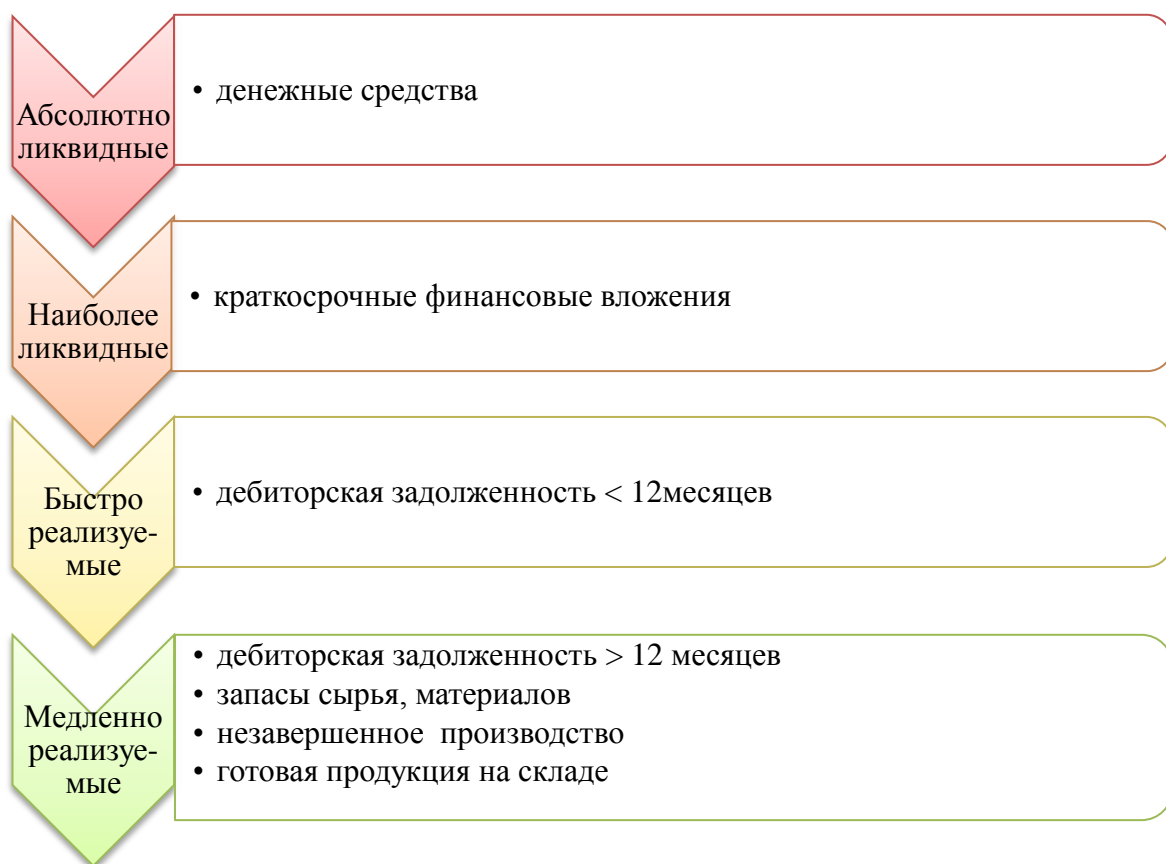 Абсолютно
ликвидные
• денежные средства
Наиболее
ликвидные
• краткосрочные финансовые вложения
Быстро
реализуе-
мые
• дебиторская задолженность < 12месяцев
Медленно
реализуе-
мые
• дебиторская задолженность > 12 месяцев
• запасы сырья, материалов
• незавершенное производство
• готовая продукция на складе